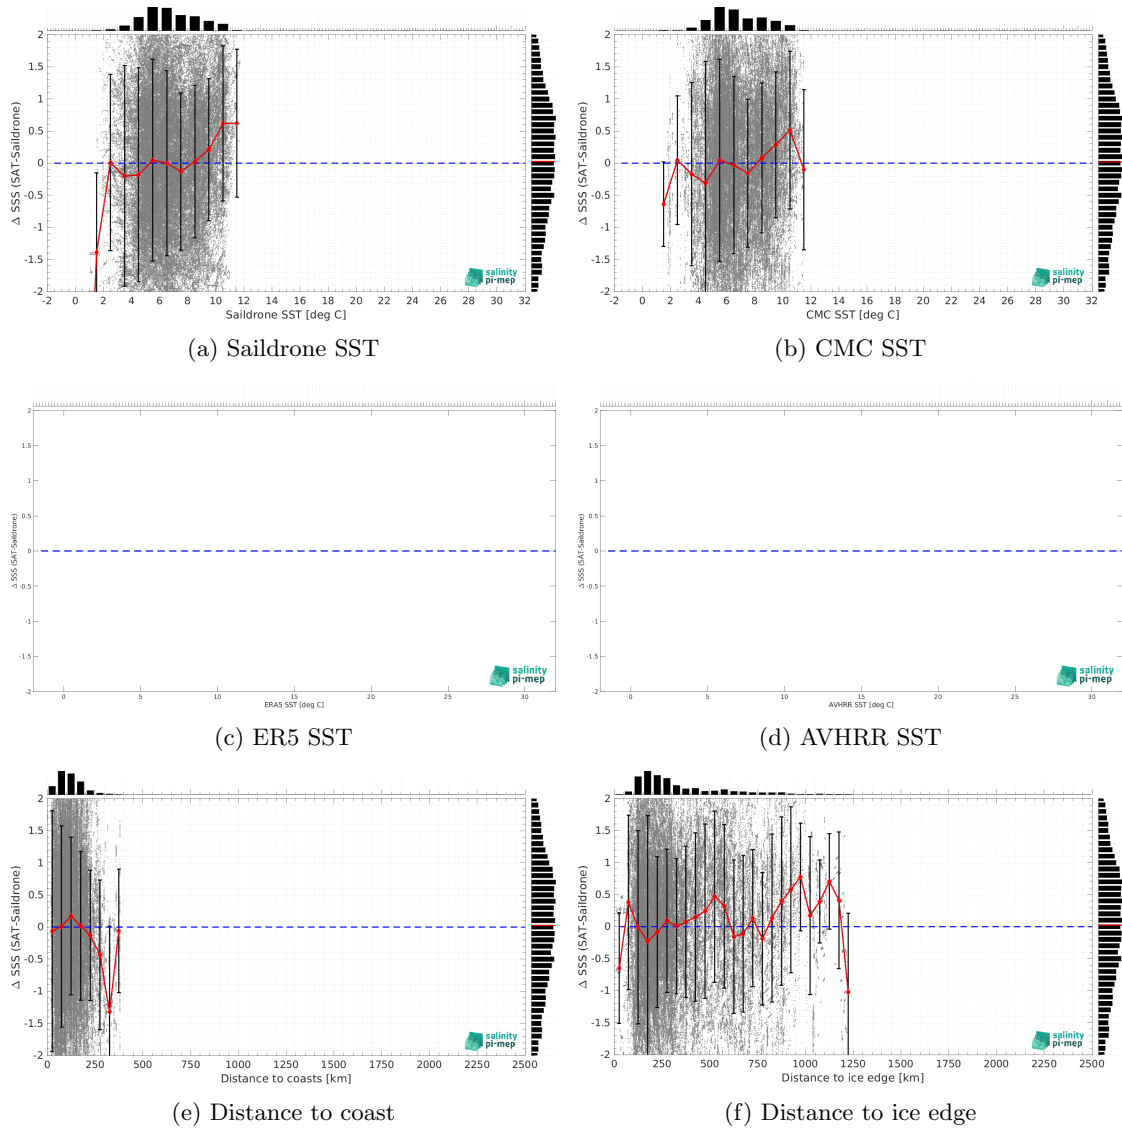 2
1.5
1
0.5
0
-0.5
-1
-1.5
-2
Δ SSS (SAT-Saildrone)
-2 0 2 4 6 8 10 12 14 16 18 20 22 24 26 28 30 32
Saildrone SST [deg C]
salinity
pi-mep
(a) Saildrone SST
2
1.5
1
0.5
0
-0.5
-1
-1.5
-2
Δ SSS (SAT-Saildrone)
-2 0 2 4 6 8 10 12 14 16 18 20 22 24 26 28 30 32
CMC SST [deg C]
salinity
pi-mep
(b) CMC SST
2
1.5
1
0.5
0
-0.5
-1
-1.5
-2
Δ SSS (SAT-Saildrone)
0 5 10 15 20 25 30
ERA5 SST [deg C]
salinity
pi-mep
(c) ER5 SST
2
1.5
1
0.5
0
-0.5
-1
-1.5
-2
Δ SSS (SAT-Saildrone)
0 5 10 15 20 25 30
AVHRR SST [deg C]
salinity
pi-mep
(d) AVHRR SST
2
1.5
1
0.5
0
-0.5
-1
-1.5
-2
Δ SSS (SAT-Saildrone)
0 250 500 750 1000 1250 1500 1750 2000 2250 2500
Distance to coasts [km]
salinity
pi-mep
(e) Distance to coast
2
1.5
1
0.5
0
-0.5
-1
-1.5
-2
Δ SSS (SAT-Saildrone)
0 250 500 750 1000 1250 1500 1750 2000 2250 2500
Distance to ice edge [km]
salinity
pi-mep
(f) Distance to ice edge